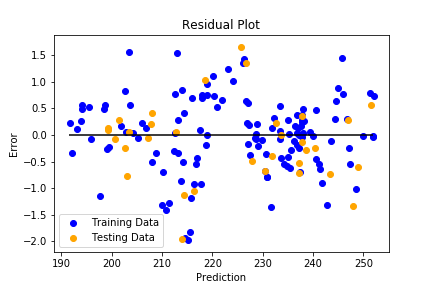 Residual Plot
1.5
1.0
0.5
0.0
−0.5
−1.0
−1.5
−2.0
Error
Training Data
Testing Data
190 200 210 220 230 240 250
Prediction